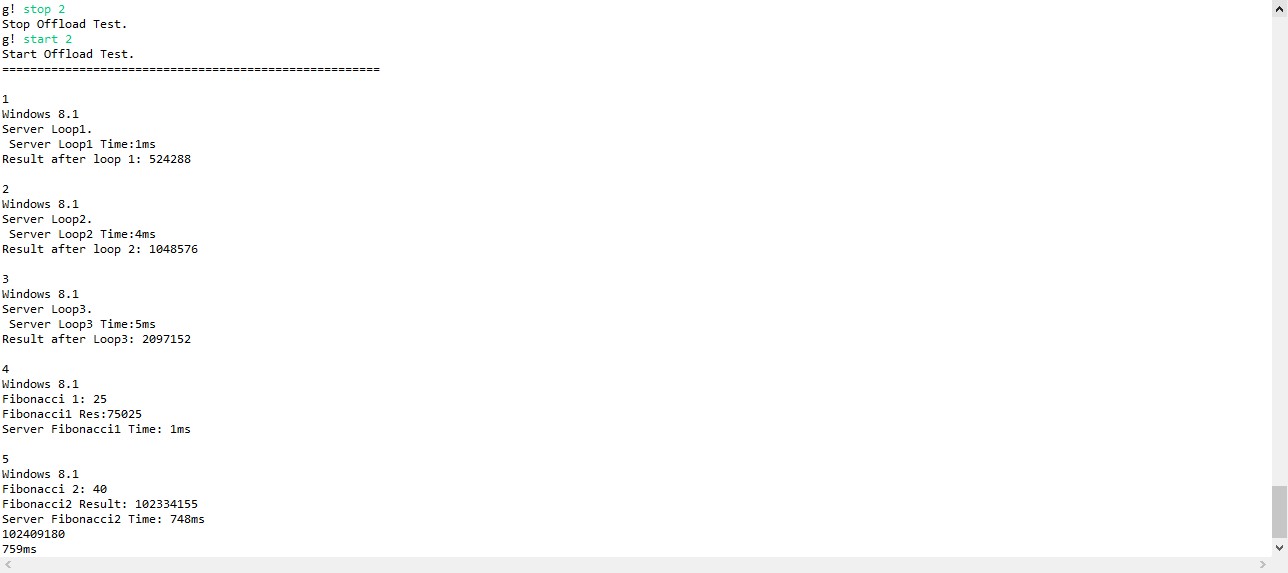 g! stop 2
Stop Offload Test.
g! start 2
Start Offload Test.
======================================================
1
Windows 8.1
Server Loop1.
Server Loop1 Time:1ms
Result after loop 1: 524288
2
Windows 8.1
Server Loop2.
Server Loop2 Time:4ms
Result after loop 2: 1048576
3
Windows 8.1
Server Loop3.
Server Loop3 Time:5ms
Result after Loop3: 2097152
4
Windows 8.1
Fibonacci 1: 25
Fibonacci1 Res:75025
Server Fibonacci1 Time: 1ms
5
Windows 8.1
Fibonacci 2: 40
Fibonacci2 Result: 102334155
Server Fibonacci2 Time: 748ms
102409180
759ms